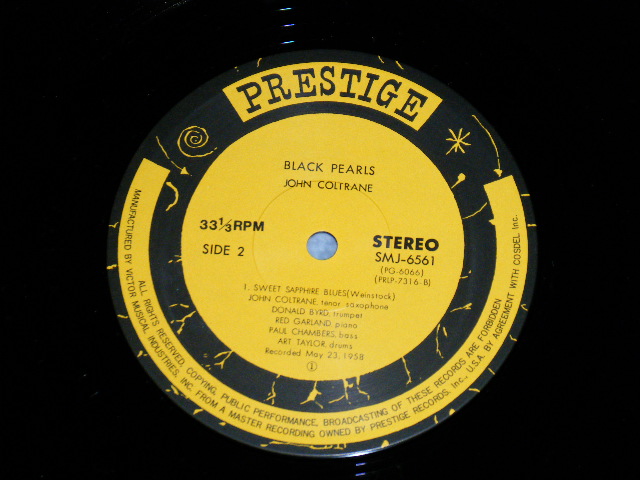 PRESTIGE
BLACK PEARLS
JOHN COLTRANE
33⅓RPM
SIDE 2
STEREO
SMJ-6561
(PG-6066)
(PRLP-7316-B)
1. SWEET SAPPHIRE BLUES(Weinstock)
JOHN COLTRANE, tenor saxophone
DONALD BYRD, trumpet
RED GARLAND, piano
PAUL CHAMBERS, bass
ART TAYLOR, drums
Recorded May 23, 1958
①
ALL RIGHTS RESERVED. COPYING, PUBLIC PERFORMANCE, BROADCASTING OF THESE RECORDS ARE FORBIDDEN
MANUFACTURED BY VICTOR MUSICAL INDUSTRIES, INC. FROM A MASTER RECORDING OWNED BY PRESTIGE RECORDS. Inc., U.S.A. BY AGREEMENT WITH COSDEL Inc.